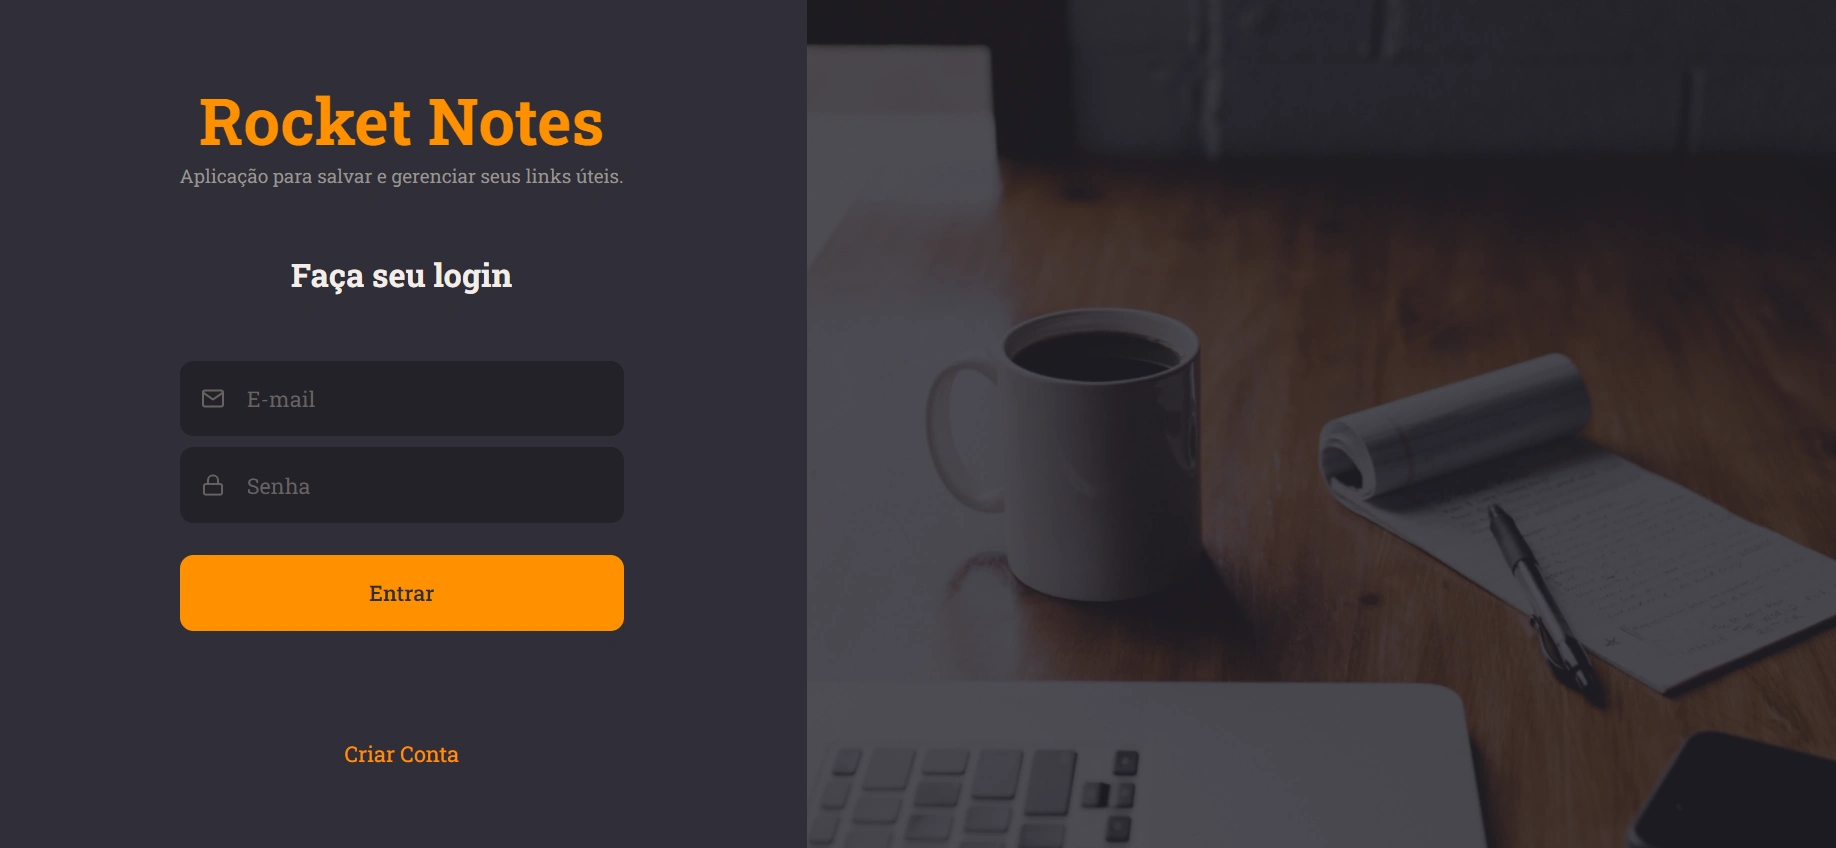 Rocket Notes
Aplicação para salvar e gerenciar seus links úteis.
Faça seu login
E-mail
Senha
Entrar
Criar Conta